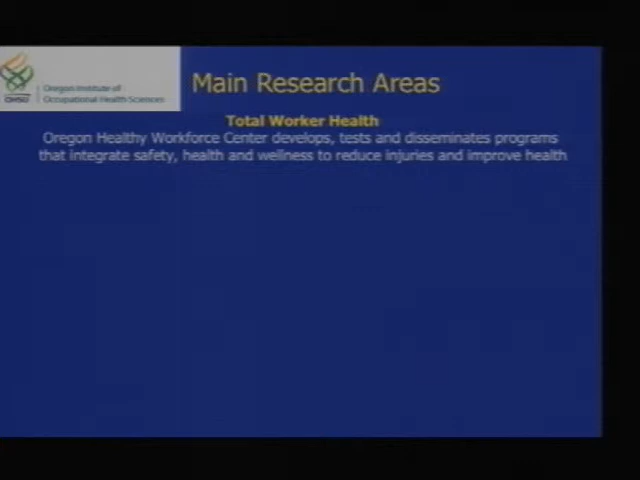 OHSU
Oregon Institute of
Occupational Health Sciences
Main Research Areas
Total Worker Health
Oregon Healthy Workforce Center develops, tests and disseminates programs
that integrate safety, health and wellness to reduce injuries and improve health